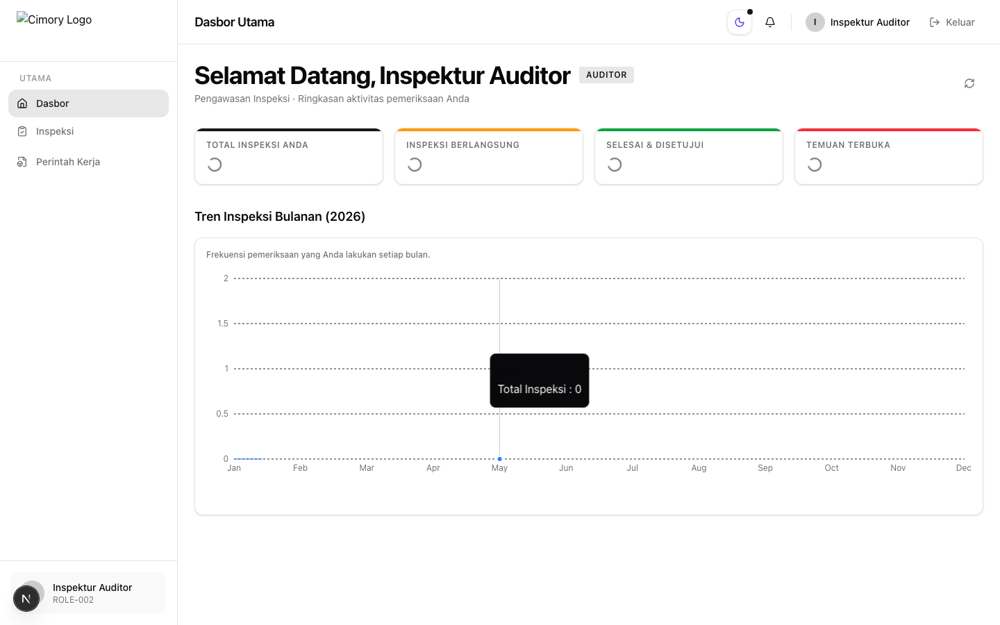 Cimory Logo
UTAMA
Dasbor
Inspeksi
Perintah Kerja
Inspektur Auditor
ROLE-002
N
Dasbor Utama
I
Inspektur Auditor
Keluar
Selamat Datang, Inspektur Auditor
AUDITOR
Pengawasan Inspeksi · Ringkasan aktivitas pemeriksaan Anda
TOTAL INSPEKSI ANDA
INSPEKSI BERLANGSUNG
SELESAI & DISETUJUI
TEMUAN TERBUKA
Tren Inspeksi Bulanan (2026)
Frekuensi pemeriksaan yang Anda lakukan setiap bulan.
2
1.5
1
0.5
0
Total Inspeksi : 0
Jan Feb Mar Apr May Jun Jul Aug Sep Oct Nov Dec